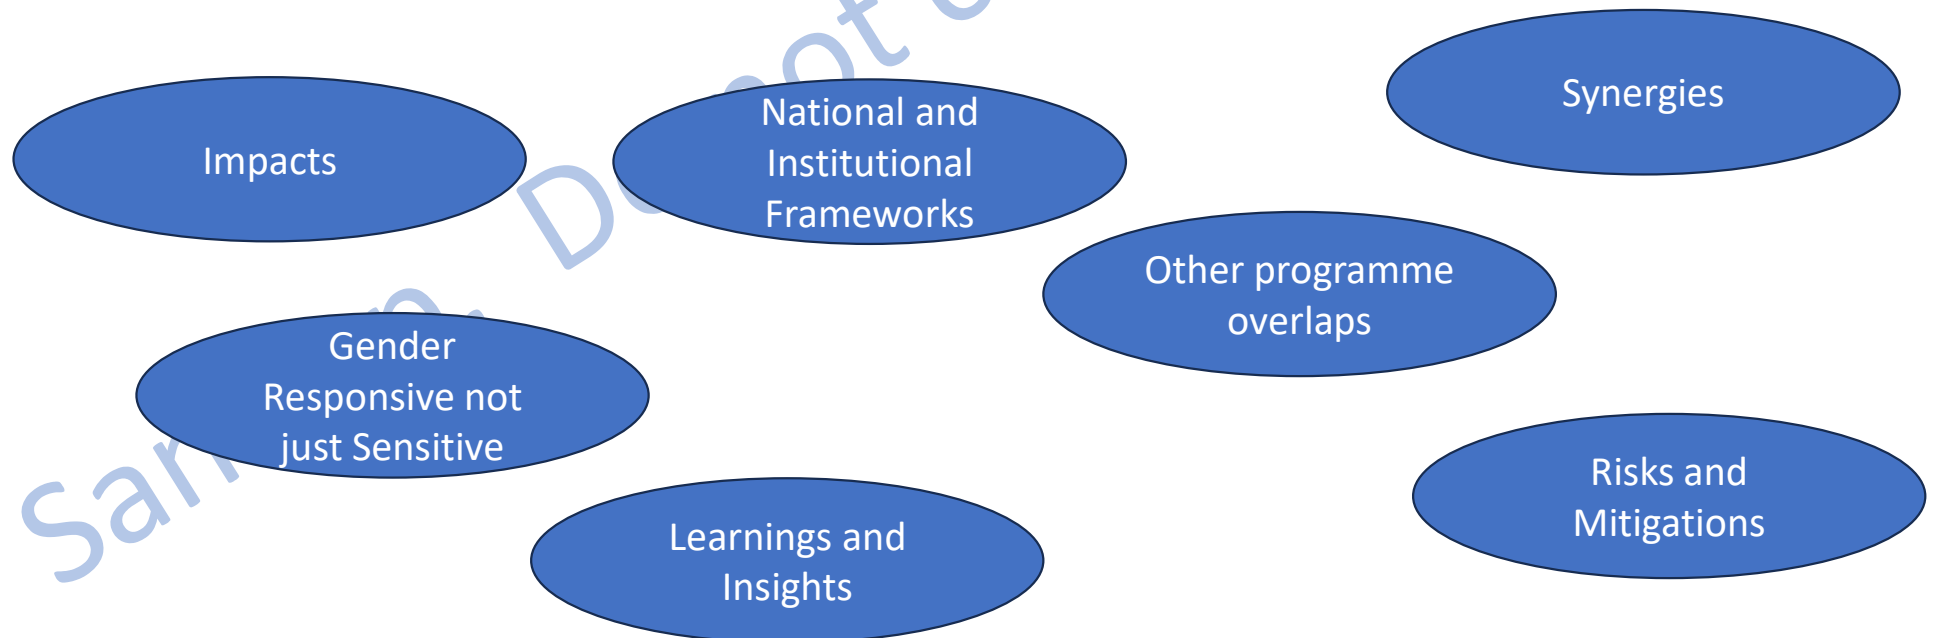 Synergies
Impacts
National and
Institutional
Frameworks
Other programme
overlaps
Gender
Responsive not
just Sensitive
Risks and
Mitigations
Learnings and
Insights
not